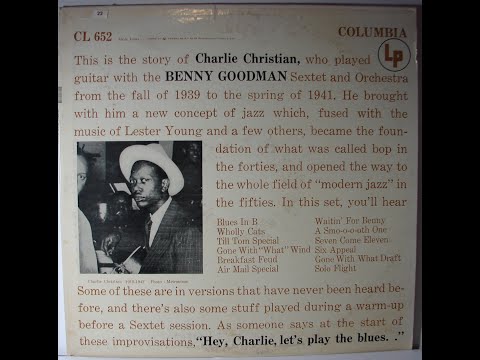 CL 652
COLUMBIA
Lp
This is the story of Charlie Christian, who played
guitar with the BENNY GOODMAN Sextet and Orchestra
from the fall of 1939 to the spring of 1941. He brought
with him a new concept of jazz which, fused with the
music of Lester Young and a few others, became the foun-
dation of what was called bop in
the forties, and opened the way to
the whole field of "modern jazz" in
the fifties. In this set, you'll hear
Blues In B
Wholly Cats
Till Tom Special
Gone With "What" Wind
Breakfast Feud
Air Mail Special
Waitin' For Benny
A Smo-o-o-oth One
Seven Come Eleven
Six Appeal
Gone With What Draft
Solo Flight
Charlie Christian
Some of these are in versions that have never been heard be-
fore, and there's also some stuff played during a warm-up
before a Sextet session. As someone says at the start of
these improvisations, "Hey, Charlie, let's play the blues. ."